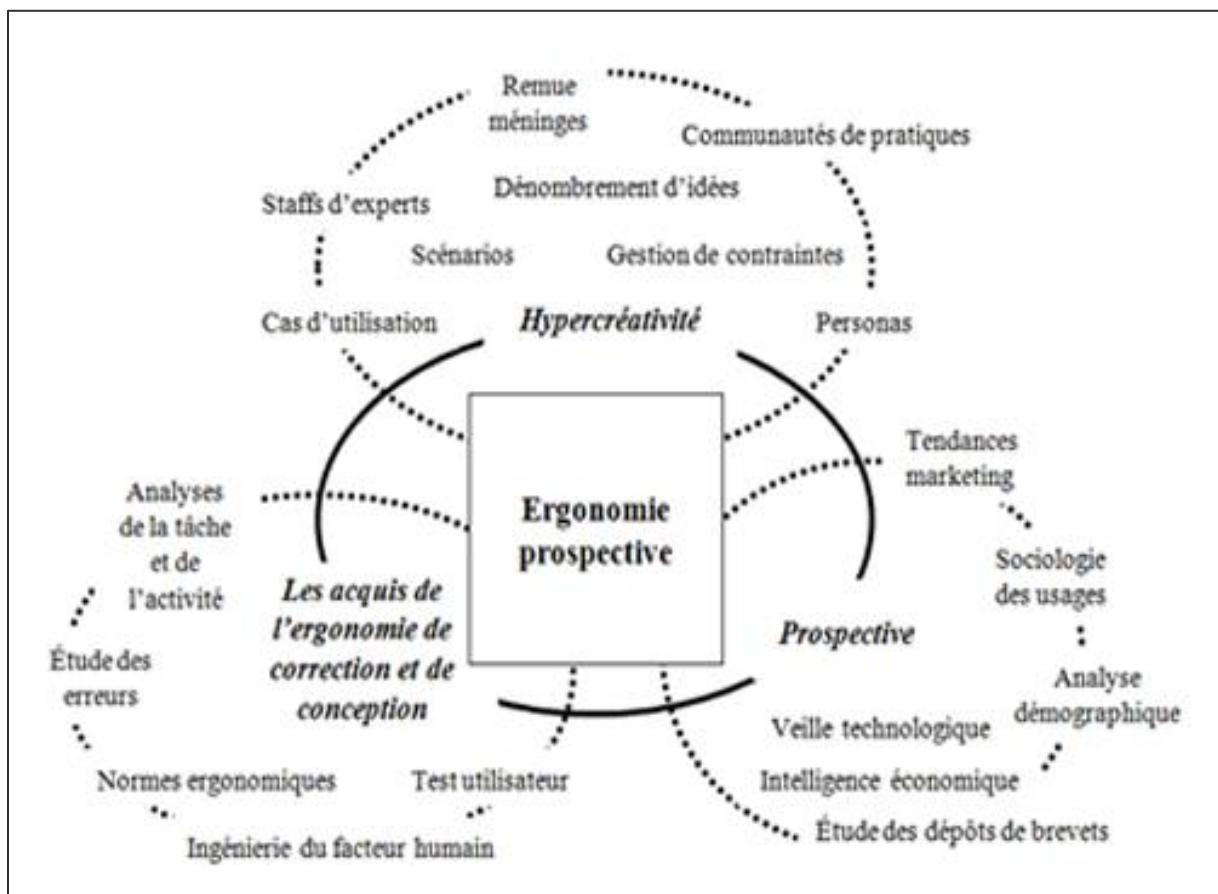 Remue
méninges
Communautés de pratiques
Dénombrement d'idées
Staffs d'experts
Scénarios
Gestion de contraintes
Cas d'utilisation
Hypercréativité
Personas
Tendances
marketing
Ergonomie
prospective
Analyses
de la tâche
et de
l'activité
Sociologie
des usages
Les acquis de
l'ergonomie de
correction et de
conception
Prospective
Étude des
erreurs
Analyse
démographique
Veille technologique
Normes ergonomiques
Test utilisateur
Intelligence économique
Ingénierie du facteur humain
Étude des dépôts de brevets